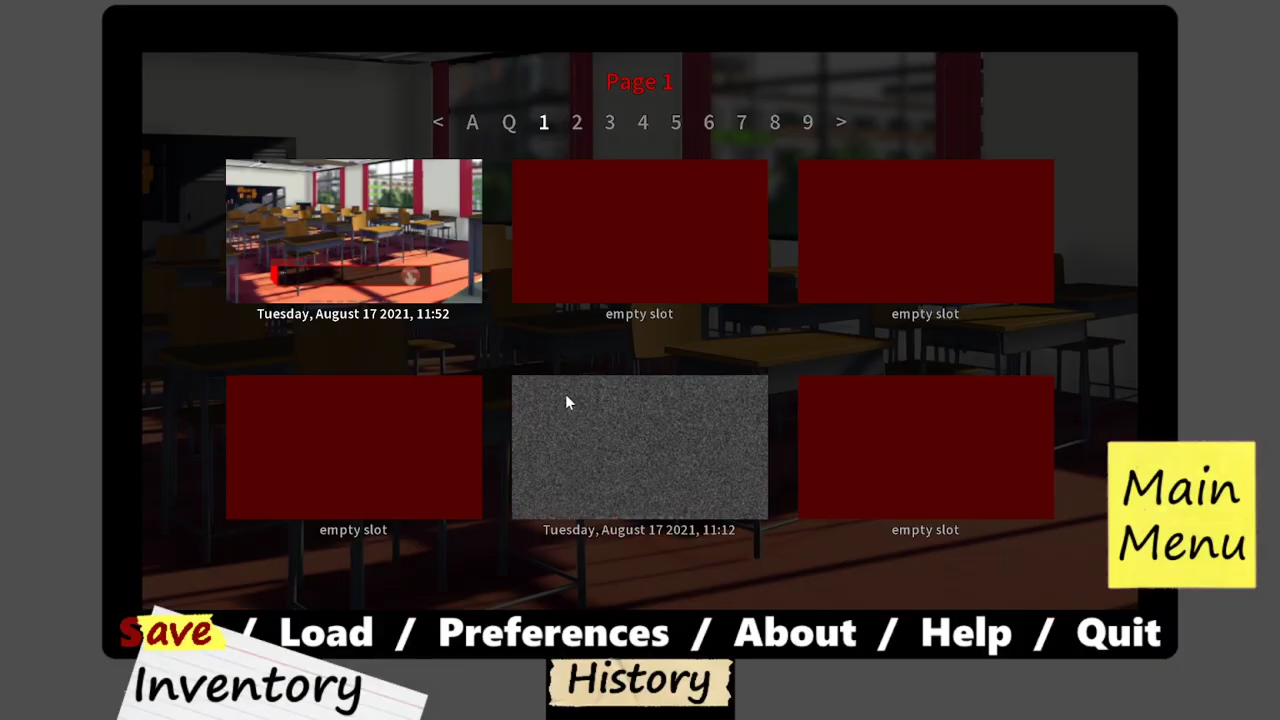 Page 1
< A Q 1 2 3 4 5 6 7 8 9 >
Tuesday, August 17 2021, 11:52
empty slot
empty slot
empty slot
Tuesday, August 17 2021, 11:12
empty slot
Main
Menu
Save / Load / Preferences / About / Help / Quit
Inventory
History